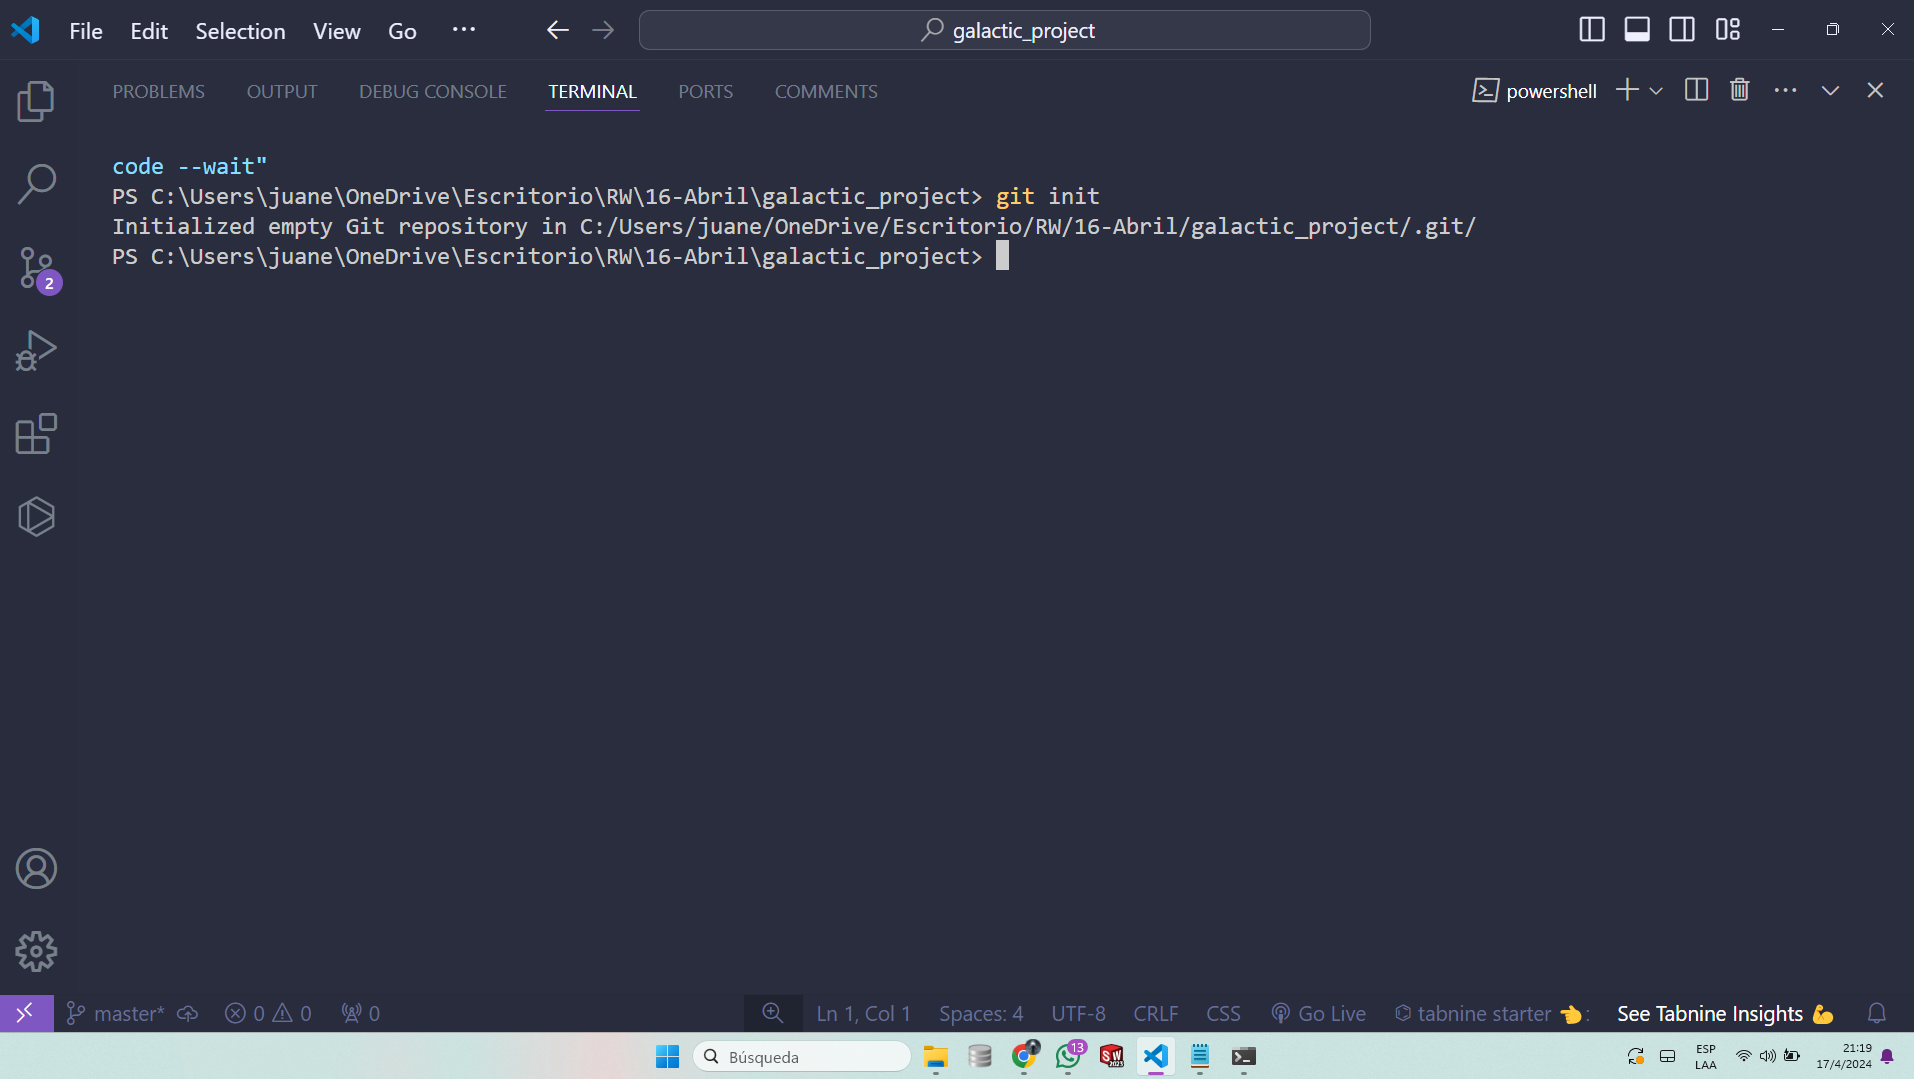 File Edit Selection View Go ... galactic_project
PROBLEMS OUTPUT DEBUG CONSOLE TERMINAL PORTS COMMENTS powershell
code --wait"
PS C:\Users\juane\OneDrive\Escritorio\RW\16-Abril\galactic_project> git init
Initialized empty Git repository in C:/Users/juane/OneDrive/Escritorio/RW/16-Abril/galactic_project/.git/
PS C:\Users\juane\OneDrive\Escritorio\RW\16-Abril\galactic_project>
2
master* 0 0 0 Ln 1, Col 1 Spaces: 4 UTF-8 CRLF CSS Go Live tabnine starter 👈: See Tabnine Insights 💪
Búsqueda 13 SW 2023 ESP LAA 21:19 17/4/2024